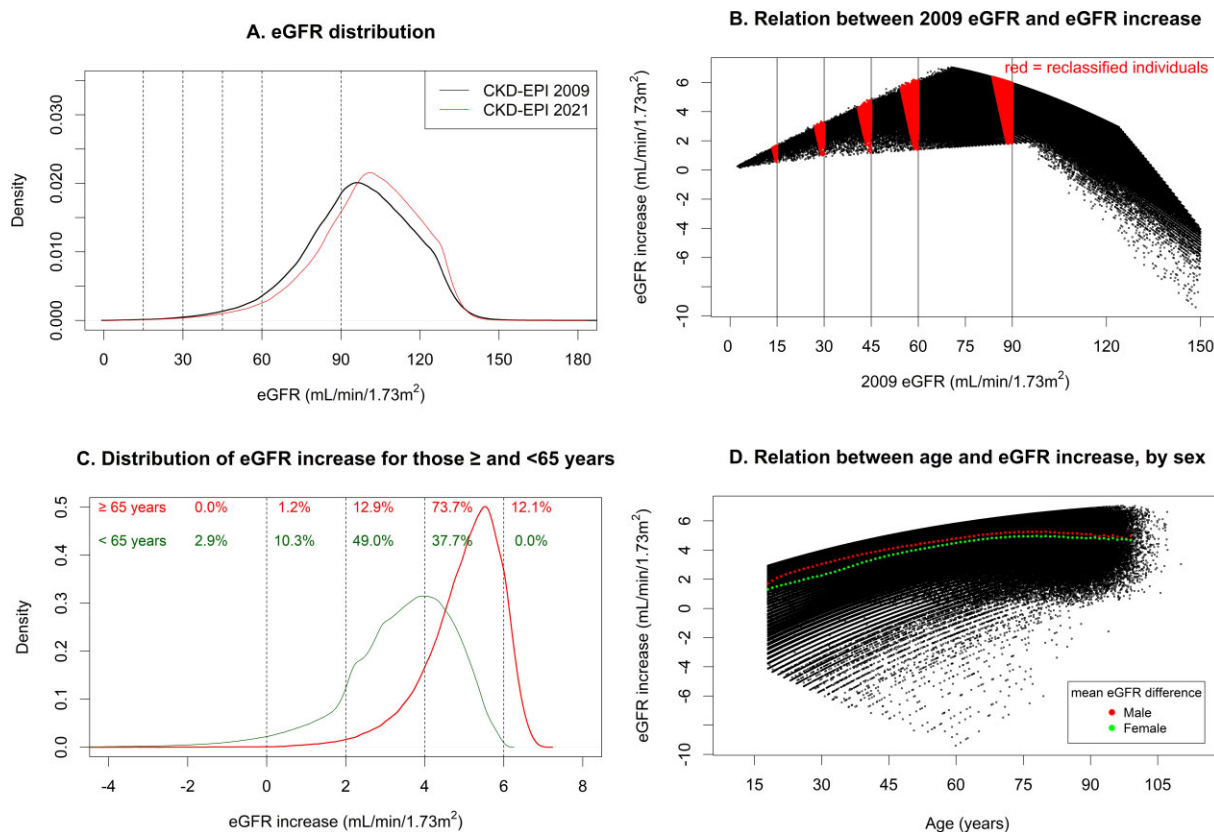 A. eGFR distribution
CKD-EPI 2009
CKD-EPI 2021
Density
0.000
0.010
0.020
0.030
0 30 60 90 120 150 180
eGFR (mL/min/1.73m²)
B. Relation between 2009 eGFR and eGFR increase
red = reclassified individuals
eGFR increase (mL/min/1.73m²)
6
4
2
0
-2
-4
-6
-10
0 15 30 45 60 75 90 120 150
2009 eGFR (mL/min/1.73m²)
C. Distribution of eGFR increase for those ≥ and <65 years
≥ 65 years 0.0% 1.2% 12.9% 73.7% 12.1%
< 65 years 2.9% 10.3% 49.0% 37.7% 0.0%
Density
0.5
0.4
0.3
0.2
0.1
0.0
-4 -2 0 2 4 6 8
eGFR increase (mL/min/1.73m²)
D. Relation between age and eGFR increase, by sex
eGFR increase (mL/min/1.73m²)
6
4
2
0
-2
-4
-6
-10
mean eGFR difference
Male
Female
15 30 45 60 75 90 105
Age (years)